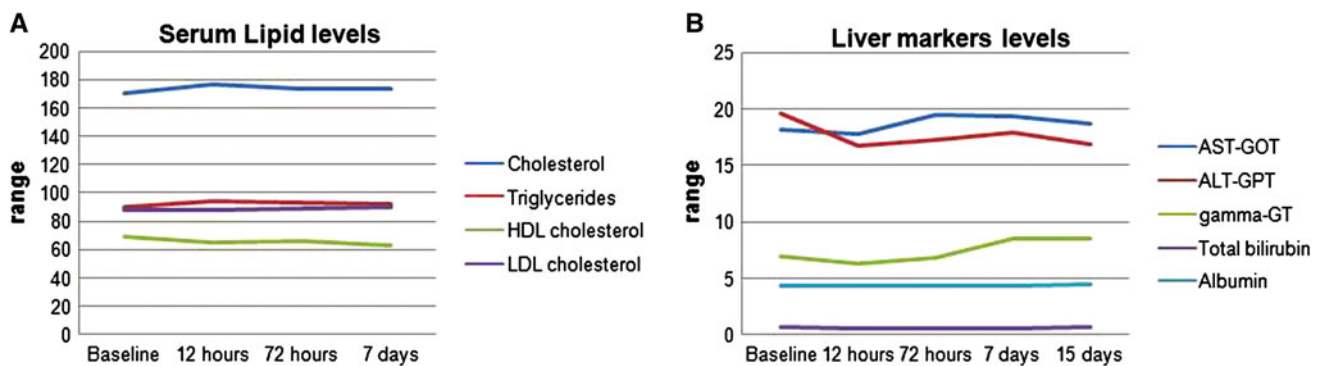 A
Serum Lipid levels
200
180
160
140
120
100
80
60
40
20
0
range
Baseline 12 hours 72 hours 7 days
Cholesterol
Triglycerides
HDL cholesterol
LDL cholesterol
B
Liver markers levels
25
20
15
10
5
0
range
Baseline 12 hours 72 hours 7 days 15 days
AST-GOT
ALT-GPT
gamma-GT
Total bilirubin
Albumin